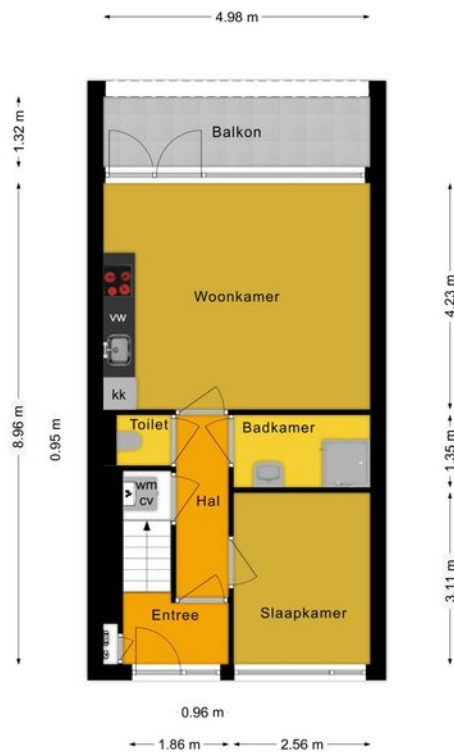 4.98 m
1.32 m
Balkon
8.96 m
4.23 m
Woonkamer
vw
kk
0.95 m
Toilet
Badkamer
1.35 m
wm
cv
Hal
3.11 m
Entree
Slaapkamer
0.96 m
1.86 m
2.56 m